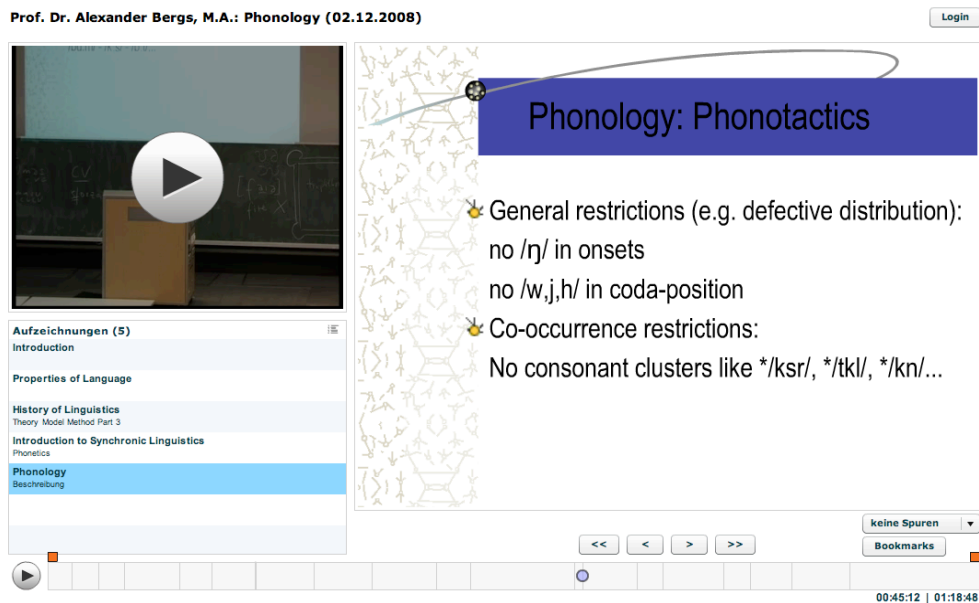 Prof. Dr. Alexander Bergs, M.A.: Phonology (02.12.2008)
Login
CV
Phonology: Phonotactics
General restrictions (e.g. defective distribution):
no /ŋ/ in onsets
no /w,j,h/ in coda-position
Co-occurrence restrictions:
No consonant clusters like */ksr/, */tkl/, */kn/...
Aufzeichnungen (5)
Introduction
Properties of Language
History of Linguistics
Theory Model Method Part 3
Introduction to Synchronic Linguistics
Phonetics
Phonology
Beschreibung
keine Spuren
<< < > >>
Bookmarks
00:45:12 | 01:18:48